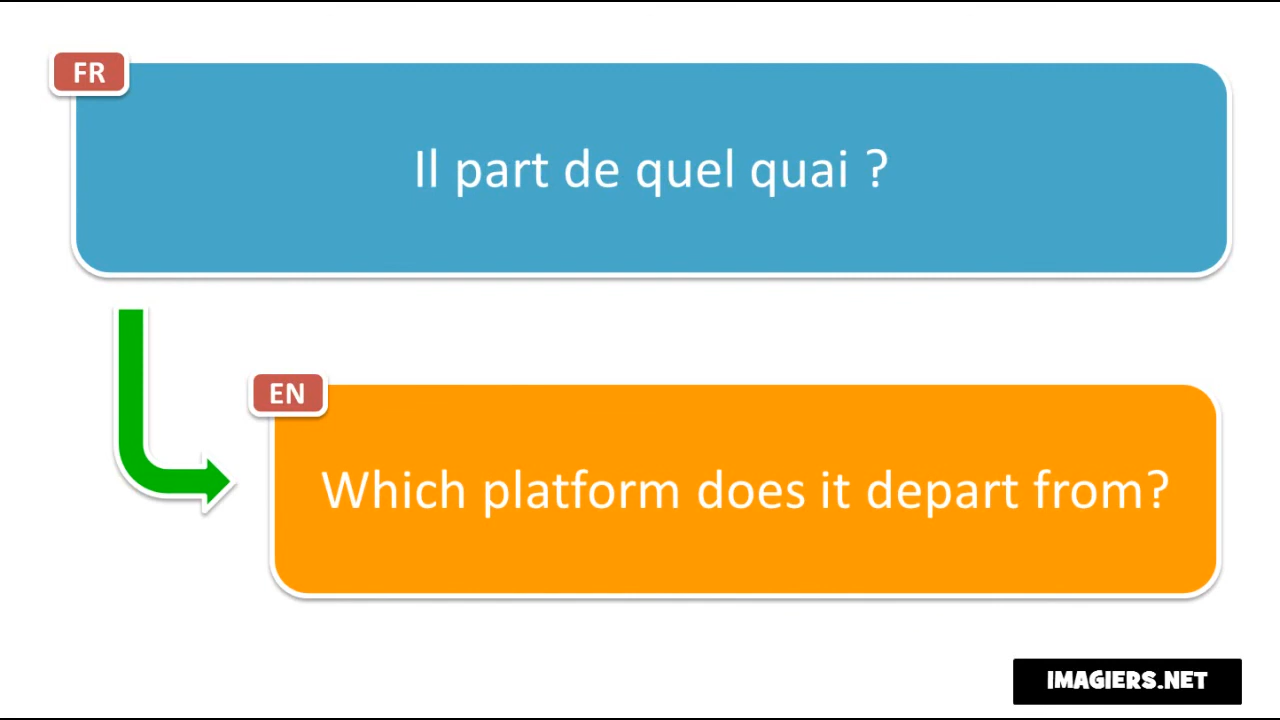 FR
Il part de quel quai ?
EN
Which platform does it depart from?
IMAGIERS.NET